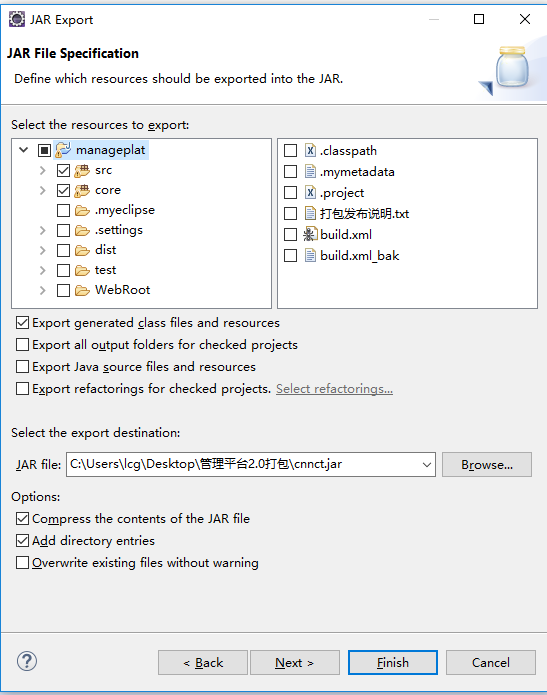 JAR Export
JAR File Specification
Define which resources should be exported into the JAR.
Select the resources to export:
manageplat
src
core
.myeclipse
.settings
dist
test
WebRoot
.classpath
.mymetadata
.project
打包发布说明.txt
build.xml
build.xml_bak
Export generated class files and resources
Export all output folders for checked projects
Export Java source files and resources
Export refactorings for checked projects. Select refactorings...
Select the export destination:
JAR file: C:\Users\lcg\Desktop\管理平台2.0打包\cnnct.jar Browse...
Options:
Compress the contents of the JAR file
Add directory entries
Overwrite existing files without warning
? < Back Next > Finish Cancel